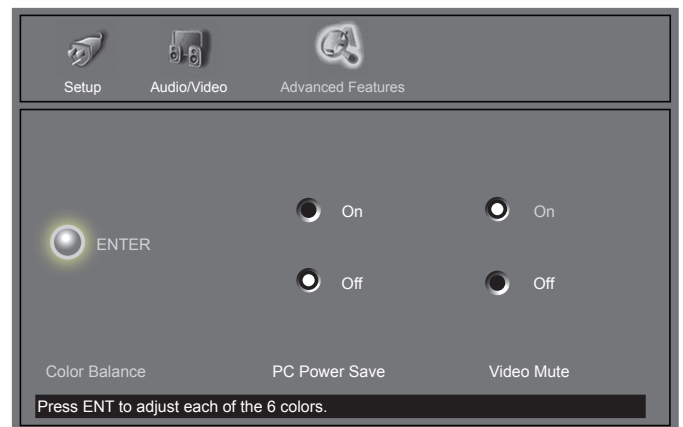 Setup Audio/Video Advanced Features
On On
ENTER
Off Off
Color Balance PC Power Save Video Mute
Press ENT to adjust each of the 6 colors.